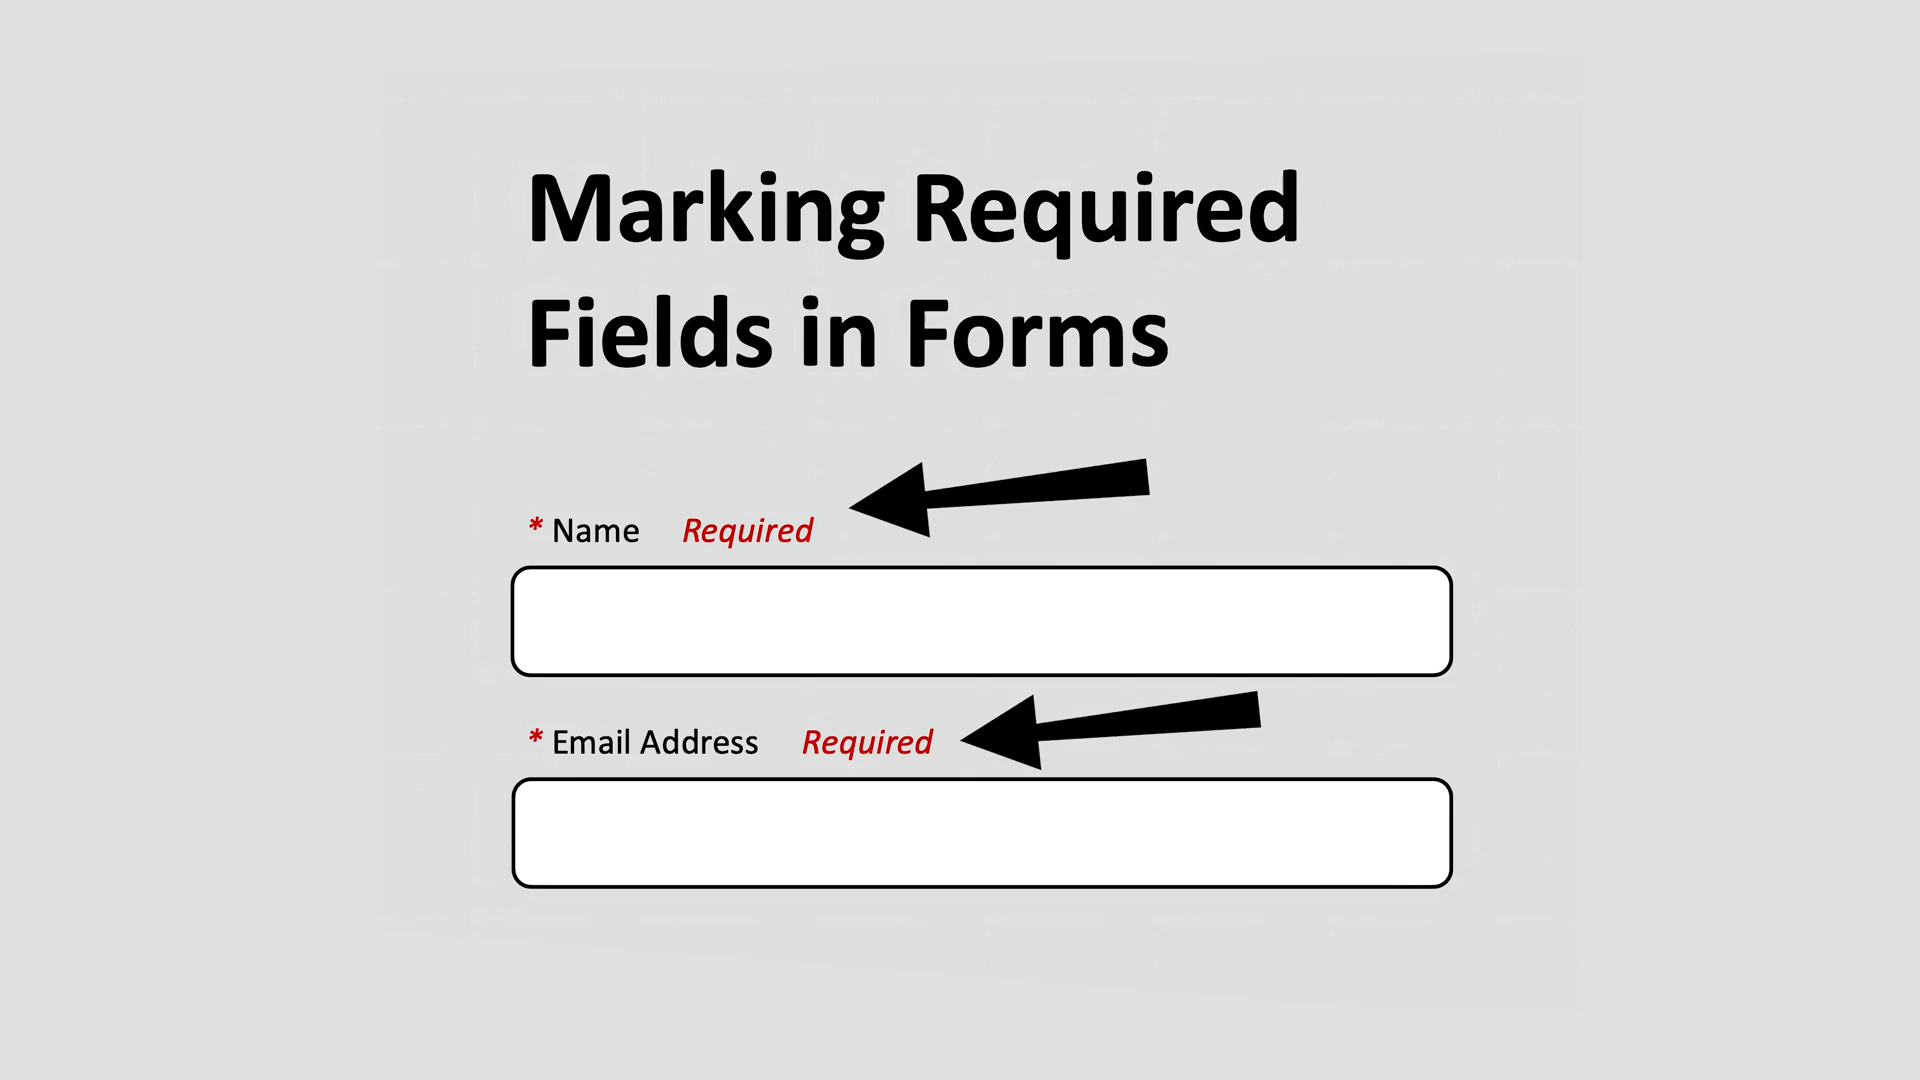 Marking Required
Fields in Forms
* Name Required
* Email Address Required